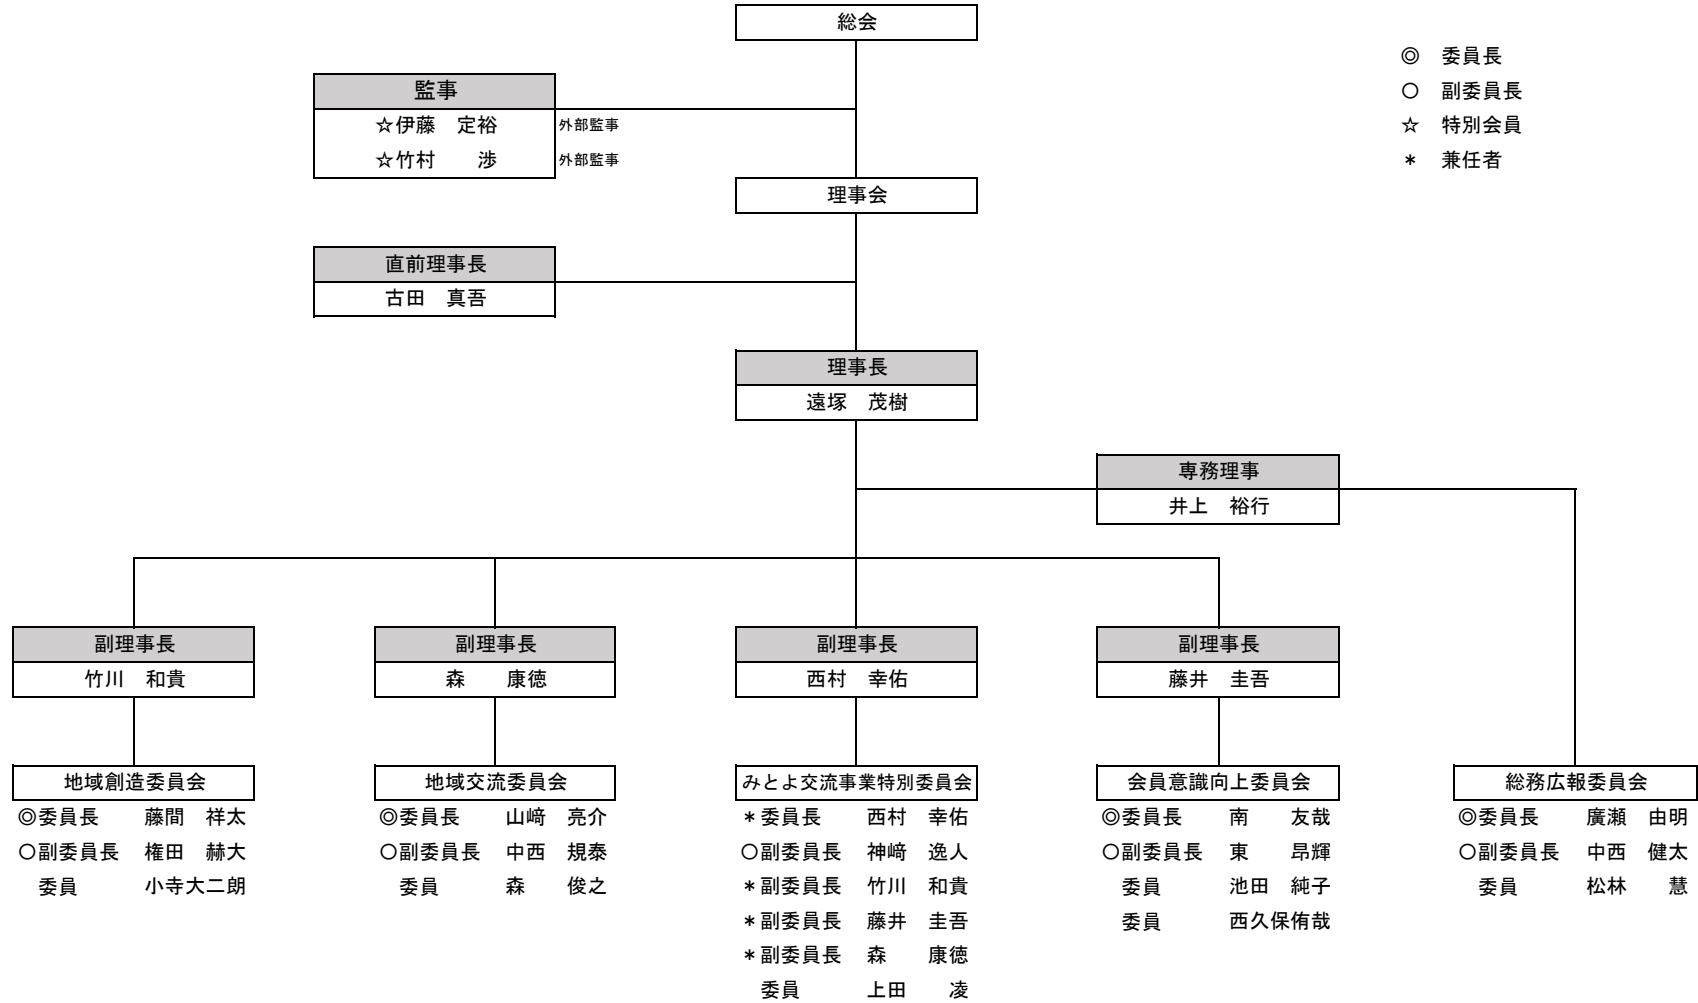 総会
◎　委員長
○　副委員長
☆　特別会員
＊　兼任者
監事
☆伊藤　定裕　外部監事
☆竹村　　渉　外部監事
理事会
直前理事長
古田　真吾
理事長
遠塚　茂樹
専務理事
井上　裕行
副理事長
竹川　和貴
副理事長
森　　康徳
副理事長
西村　幸佑
副理事長
藤井　圭吾
地域創造委員会
◎委員長　藤間　祥太
○副委員長　権田　赫大
委員　小寺大二朗
地域交流委員会
◎委員長　山﨑　亮介
○副委員長　中西　規泰
委員　森　　俊之
みとよ交流事業特別委員会
＊委員長　西村　幸佑
○副委員長　神﨑　逸人
＊副委員長　竹川　和貴
＊副委員長　藤井　圭吾
＊副委員長　森　　康徳
委員　上田　　凌
会員意識向上委員会
◎委員長　南　　友哉
○副委員長　東　　昂輝
委員　池田　純子
委員　西久保侑哉
総務広報委員会
◎委員長　廣瀬　由明
○副委員長　中西　健太
委員　松林　　慧